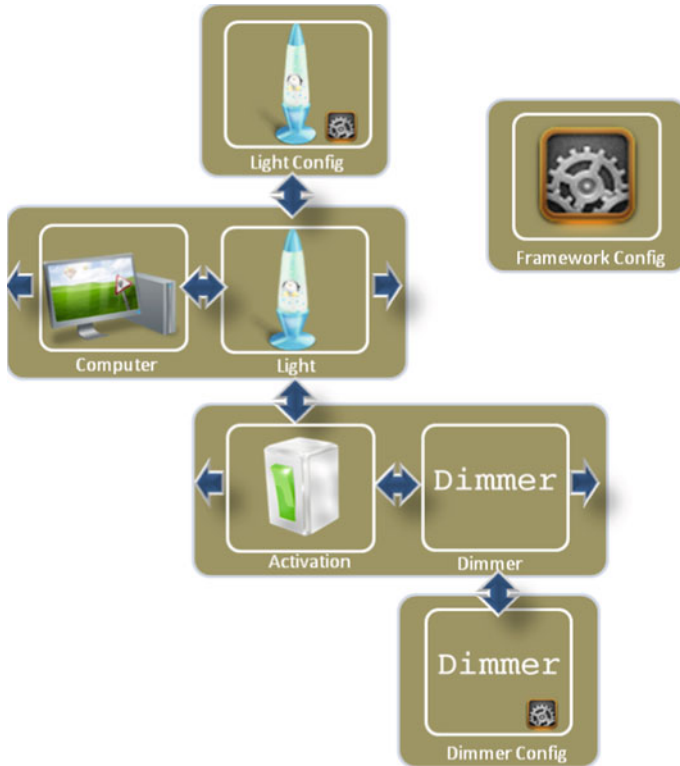 Light Config
Framework Config
Computer
Light
Dimmer
Activation
Dimmer
Dimmer
Dimmer Config